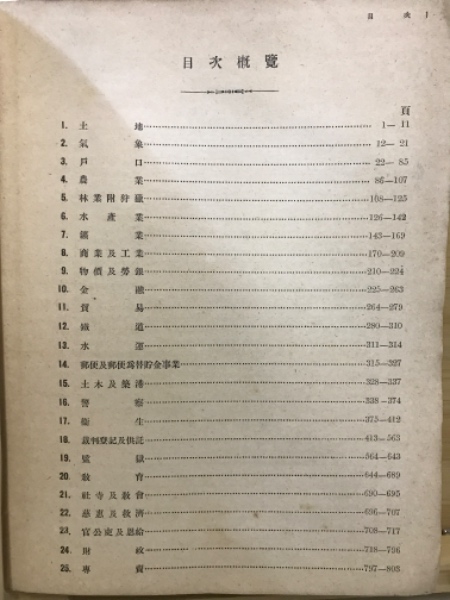 目次 1
目次概覽
頁
1. 土地 1—11
2. 氣象 12—21
3. 戸口 22—85
4. 農業 86—107
5. 林業附狩獵 108—125
6. 水產業 126—142
7. 鑛業 143—169
8. 商業及工業 170—209
9. 物價及勞銀 210—224
10. 金融 225—263
11. 貿易 264—279
12. 鐵道 280—310
13. 水運 311—314
14. 郵便及郵便爲替貯金事業 315—327
15. 土木及築港 328—337
16. 警察 338—374
17. 衞生 375—412
18. 裁判登記及供託 413—563
19. 監獄 564—643
20. 敎育 644—689
21. 社寺及敎會 690—695
22. 慈惠及救濟 696—707
23. 官公吏及恩給 708—717
24. 財政 718—796
25. 專賣 797—803